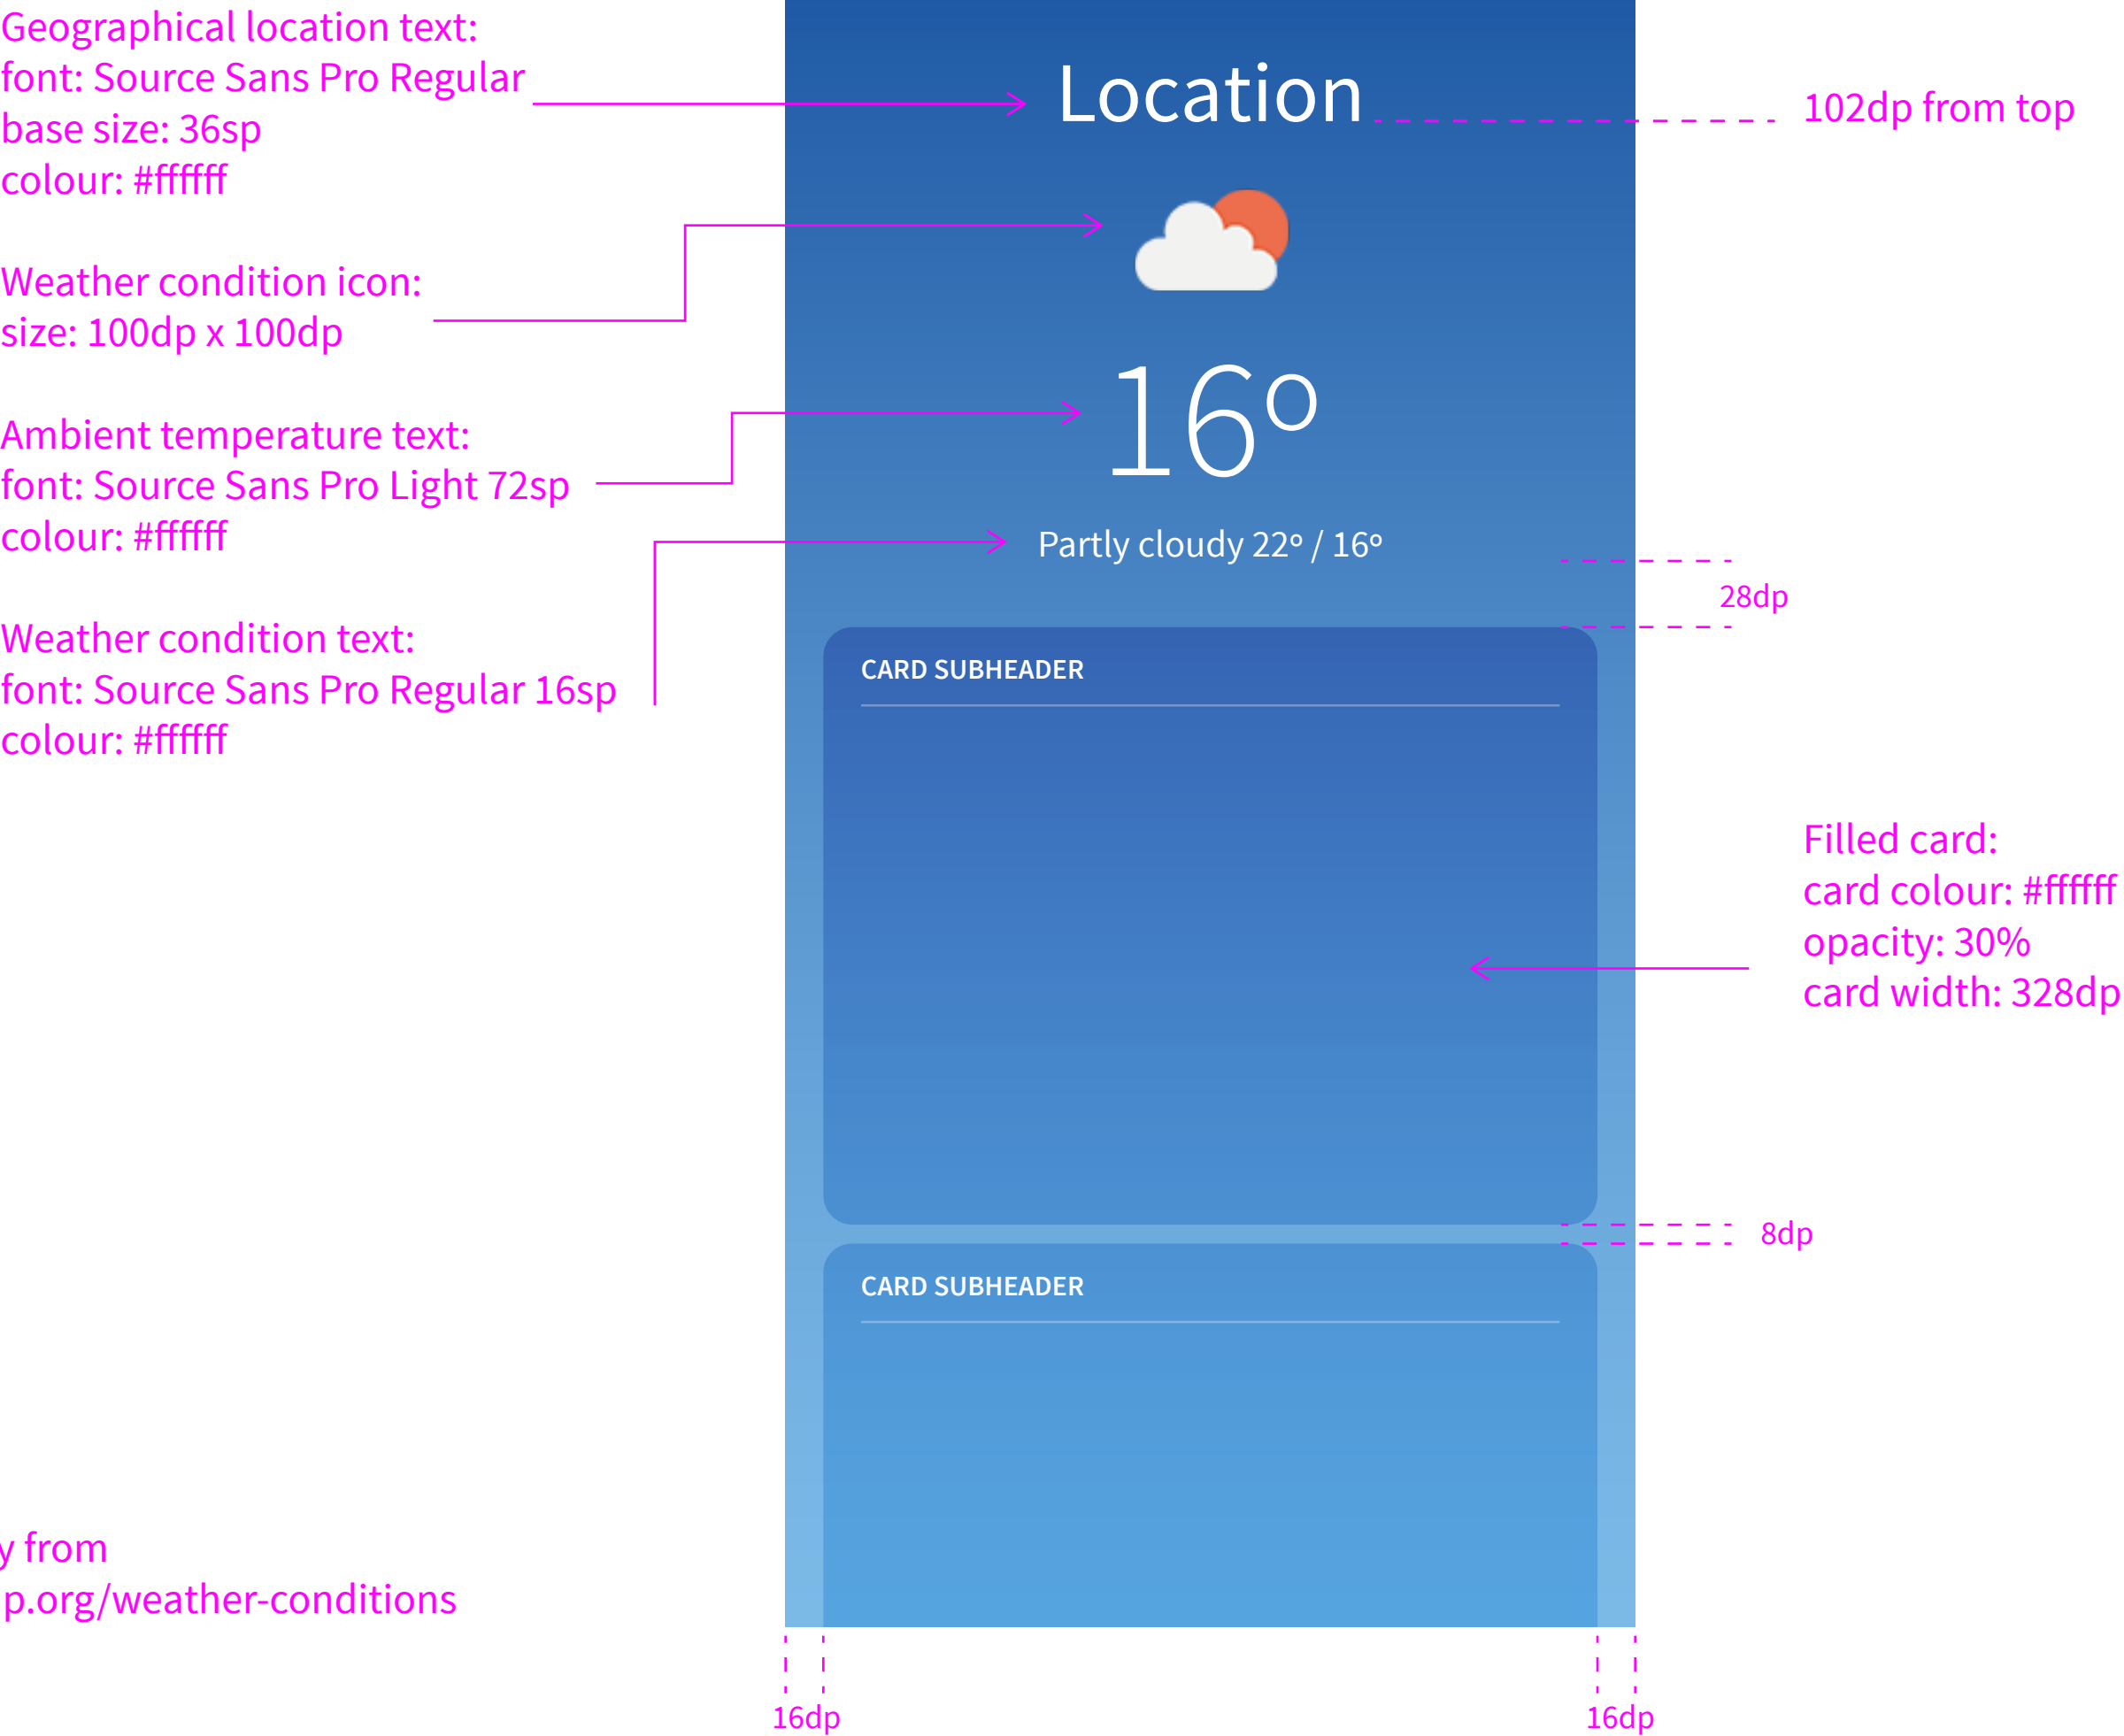 Geographical location text:
font: Source Sans Pro Regular
base size: 36sp
colour: #ffffff
Weather condition icon:
size: 100dp x 100dp
Ambient temperature text:
font: Source Sans Pro Light 72sp
colour: #ffffff
Weather condition text:
font: Source Sans Pro Regular 16sp
colour: #ffffff
y from
p.org/weather-conditions
Location
16º
Partly cloudy 22º / 16º
CARD SUBHEADER
CARD SUBHEADER
102dp from top
28dp
Filled card:
card colour: #ffffff
opacity: 30%
card width: 328dp
8dp
16dp
16dp